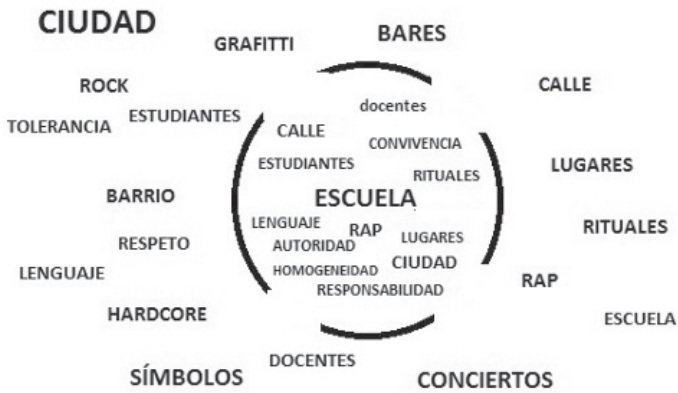 CIUDAD
GRAFITTI
BARES
ROCK
CALLE
TOLERANCIA
ESTUDIANTES
docentes
CALLE
CONVIVENCIA
ESTUDIANTES
RITUALES
LUGARES
BARRIO
ESCUELA
LENGUAJE
RAP
LUGARES
RITUALES
RESPETO
AUTORIDAD
LENGUAJE
HOMOGENEIDAD
CIUDAD
RAP
RESPONSABILIDAD
HARDCORE
ESCUELA
DOCENTES
SÍMBOLOS
CONCIERTOS